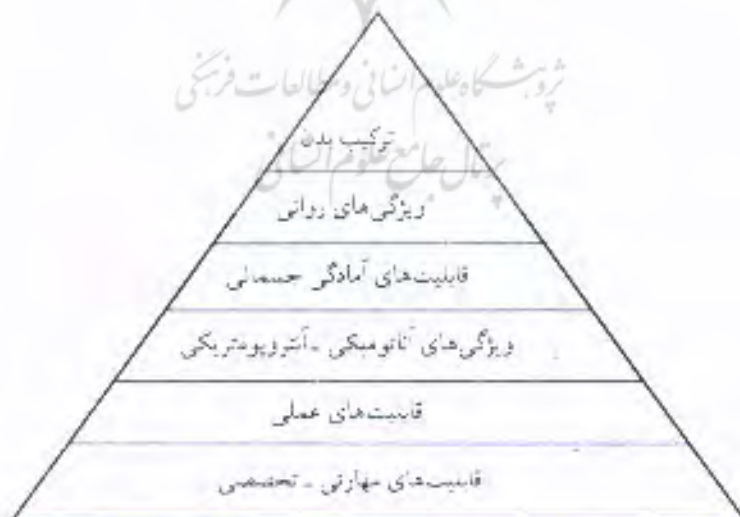 پژوهشگاه علوم انسانی و مطالعات فرهنگی
ترکیب بدن
پرتال جامع علوم انسانی
ویژگی‌های روانی
قابلیت‌های آمادگی جسمانی
ویژگی‌های آناتومیکی - آنتروپومتریکی
قابلیت‌های عملی
قابلیت‌های مهارتی - تخصصی